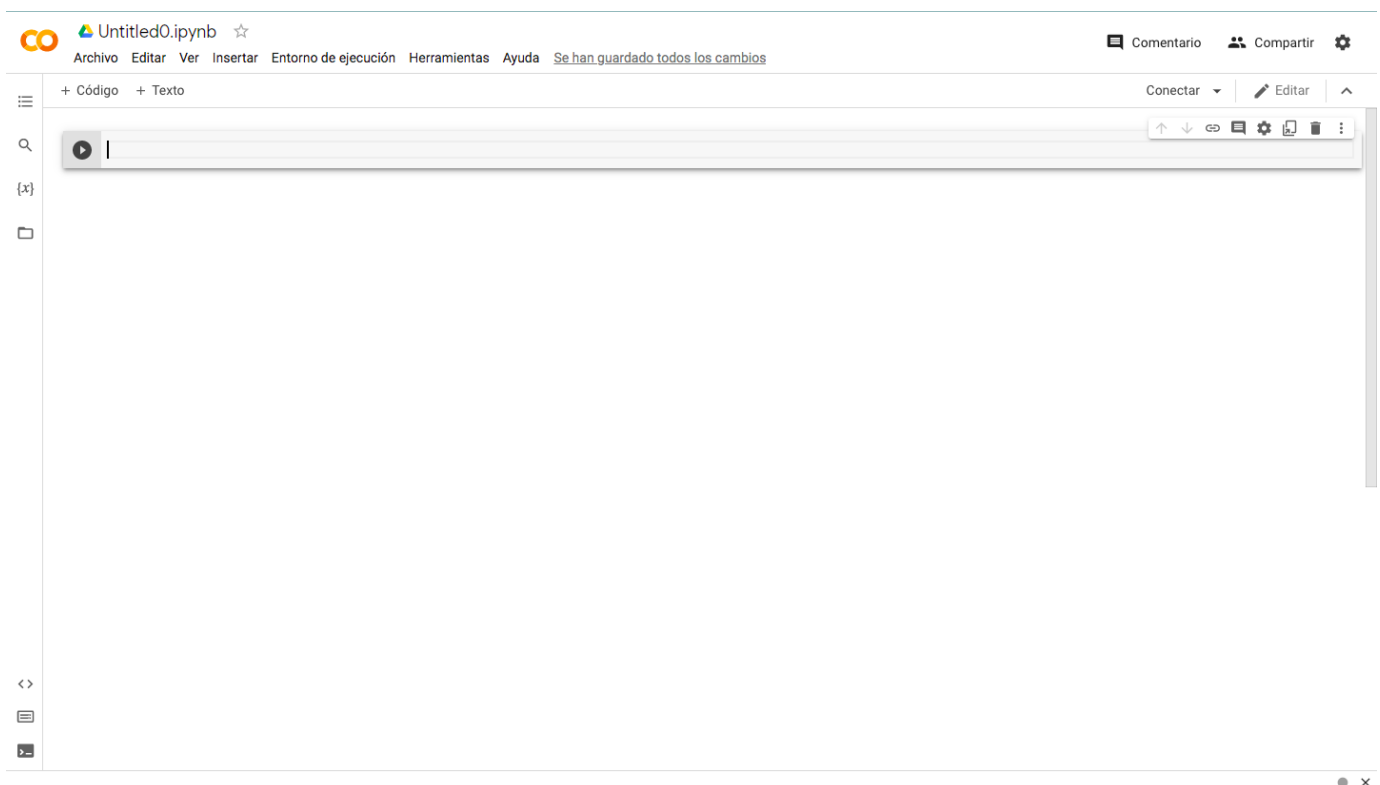 Untitled0.ipynb
Comentario Compartir
Archivo Editar Ver Insertar Entorno de ejecución Herramientas Ayuda Se han guardado todos los cambios
+ Código + Texto
Conectar Editar
{x}